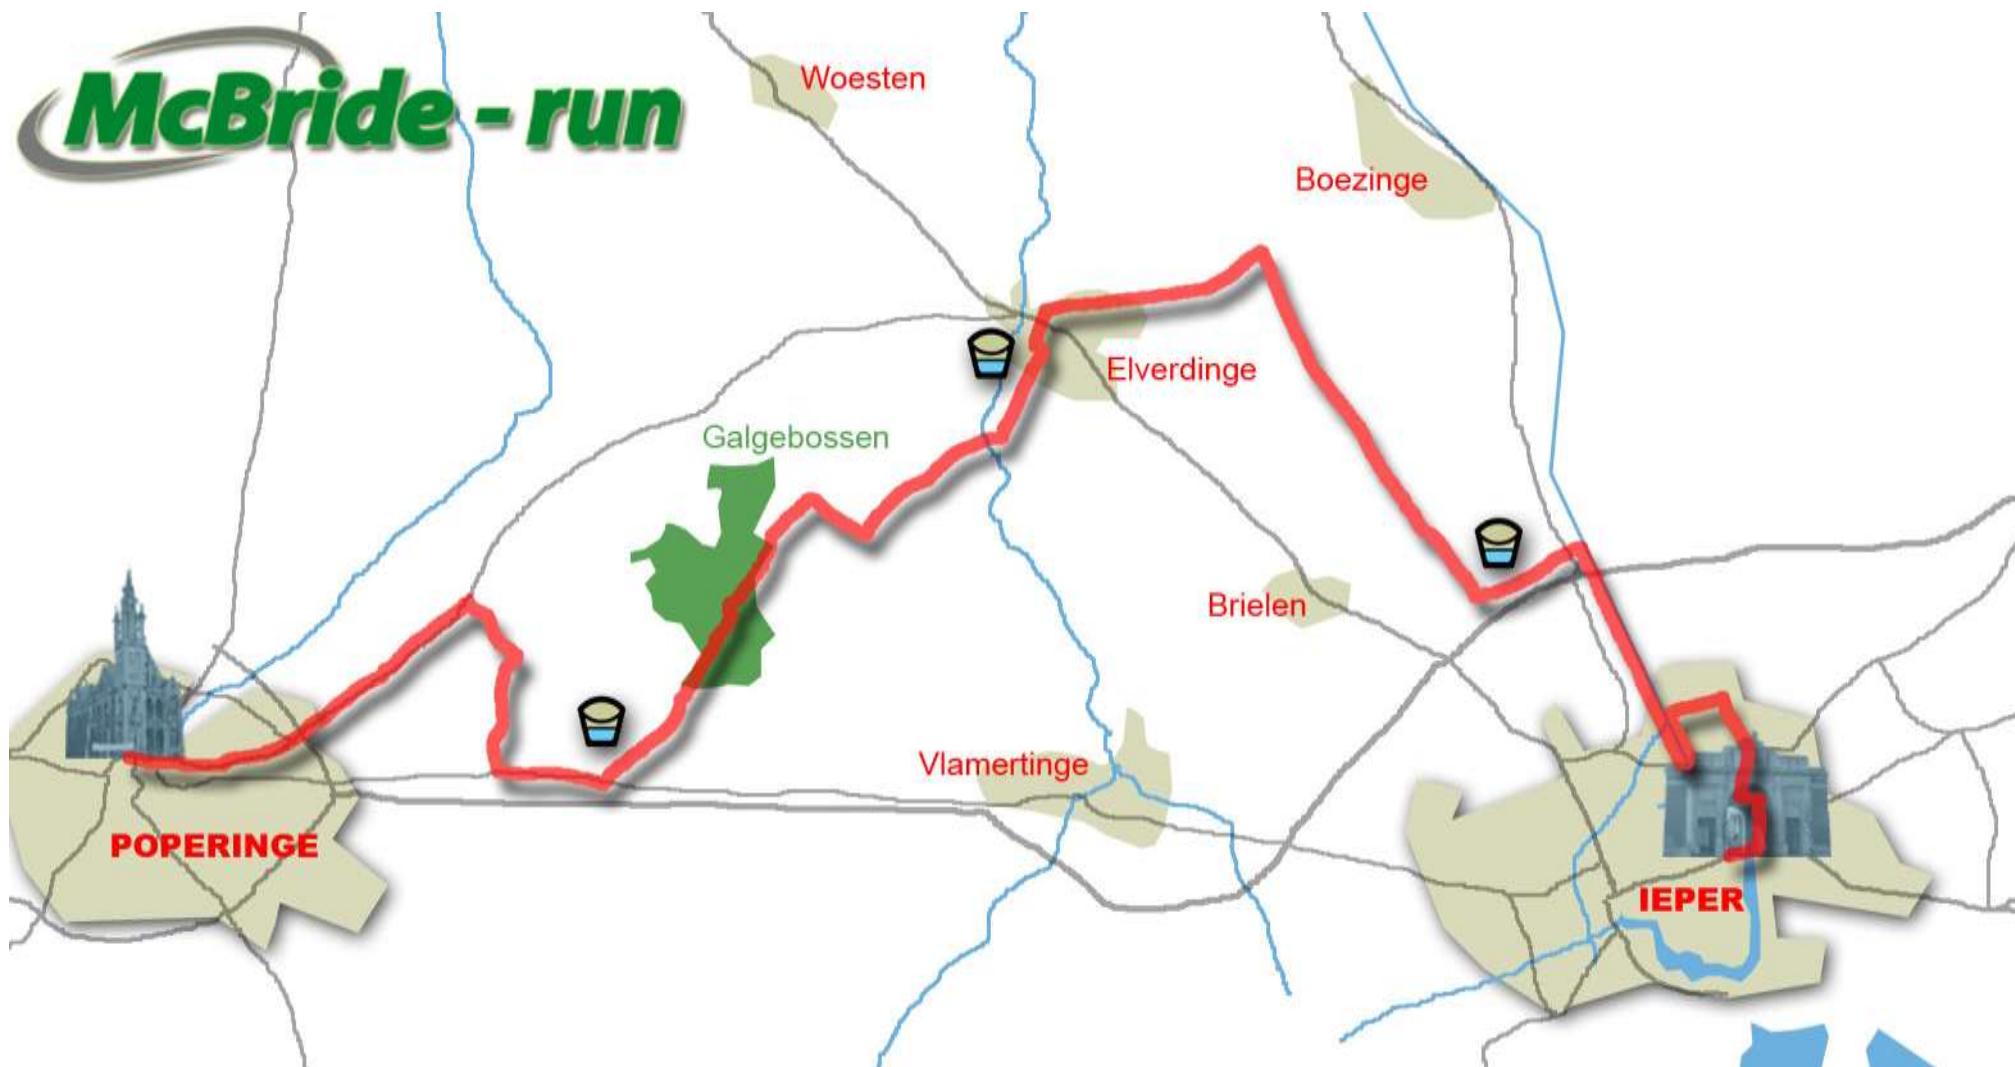 McBride - run
Woesten
Boezinge
Elverdinge
Galgebossen
Brielen
Vlamertinge
POPERINGE
IEPER